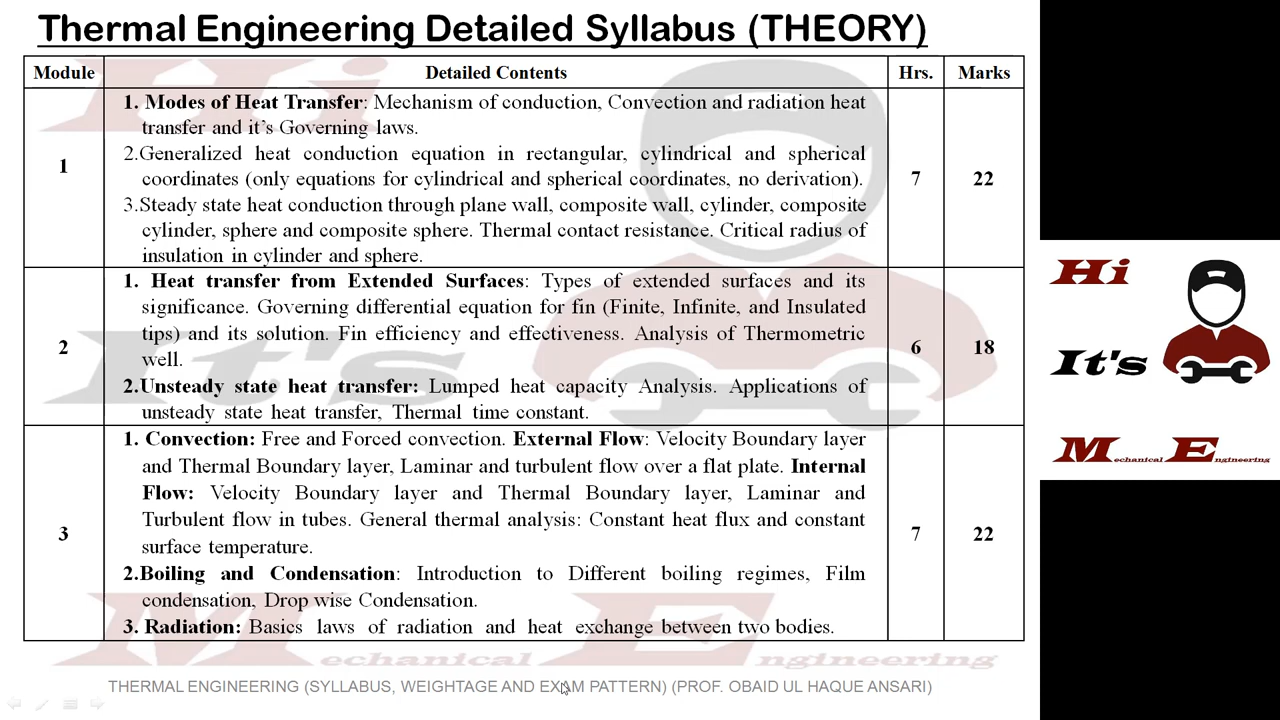 Thermal Engineering Detailed Syllabus (THEORY)
Module Detailed Contents Hrs. Marks
1 7 22
1. Modes of Heat Transfer: Mechanism of conduction, Convection and radiation heat
transfer and it’s Governing laws.
2.Generalized heat conduction equation in rectangular, cylindrical and spherical
coordinates (only equations for cylindrical and spherical coordinates, no derivation).
3.Steady state heat conduction through plane wall, composite wall, cylinder, composite
cylinder, sphere and composite sphere. Thermal contact resistance. Critical radius of
insulation in cylinder and sphere.
2 6 18
1. Heat transfer from Extended Surfaces: Types of extended surfaces and its
significance. Governing differential equation for fin (Finite, Infinite, and Insulated
tips) and its solution. Fin efficiency and effectiveness. Analysis of Thermometric
well.
2.Unsteady state heat transfer: Lumped heat capacity Analysis. Applications of
unsteady state heat transfer, Thermal time constant.
3 7 22
1. Convection: Free and Forced convection. External Flow: Velocity Boundary layer
and Thermal Boundary layer, Laminar and turbulent flow over a flat plate. Internal
Flow: Velocity Boundary layer and Thermal Boundary layer, Laminar and
Turbulent flow in tubes. General thermal analysis: Constant heat flux and constant
surface temperature.
2.Boiling and Condensation: Introduction to Different boiling regimes, Film
condensation, Drop wise Condensation.
3. Radiation: Basics laws of radiation and heat exchange between two bodies.
Hi
It's
Mechanical Engineering
THERMAL ENGINEERING (SYLLABUS, WEIGHTAGE AND EXAM PATTERN) (PROF. OBAID UL HAQUE ANSARI)
Hi
It's
Mechanical Engineering